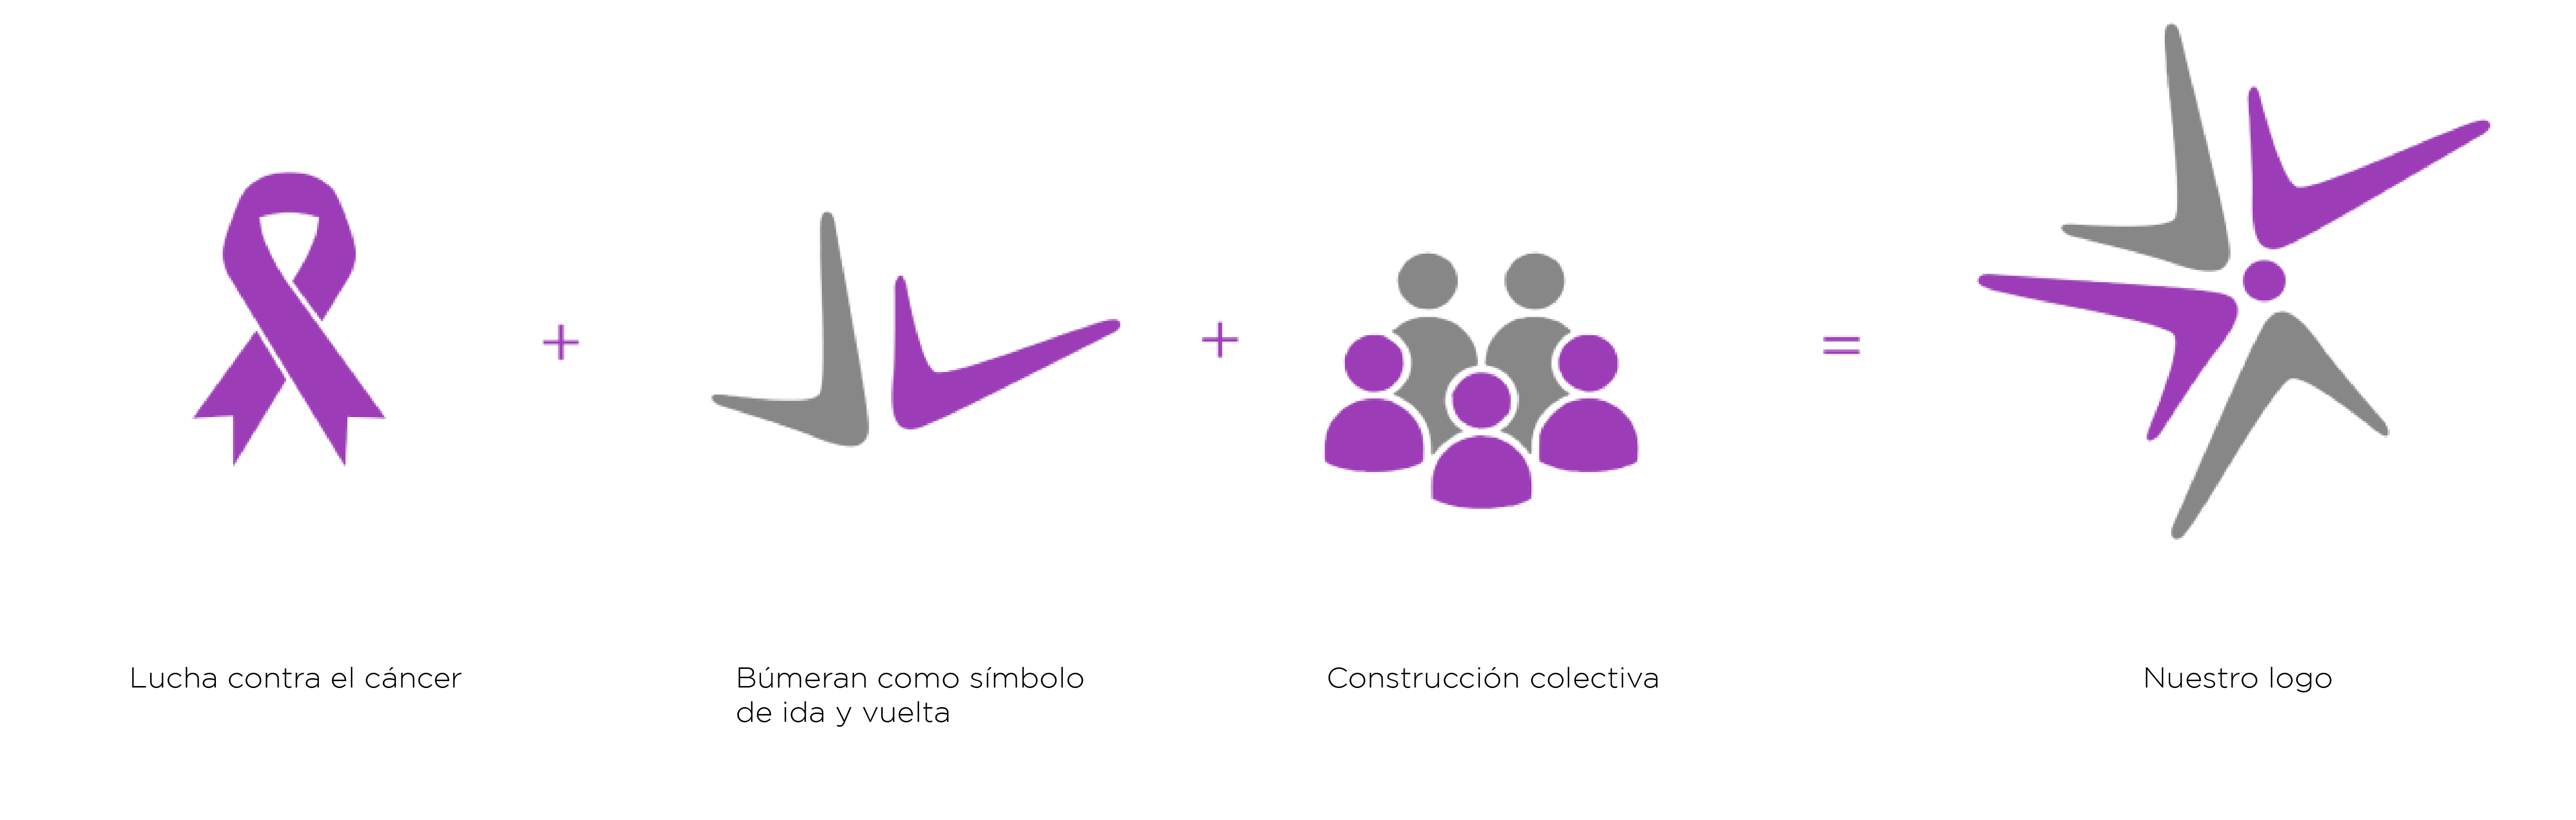 +
+
=
Lucha contra el cáncer
Búmeran como símbolo
de ida y vuelta
Construcción colectiva
Nuestro logo